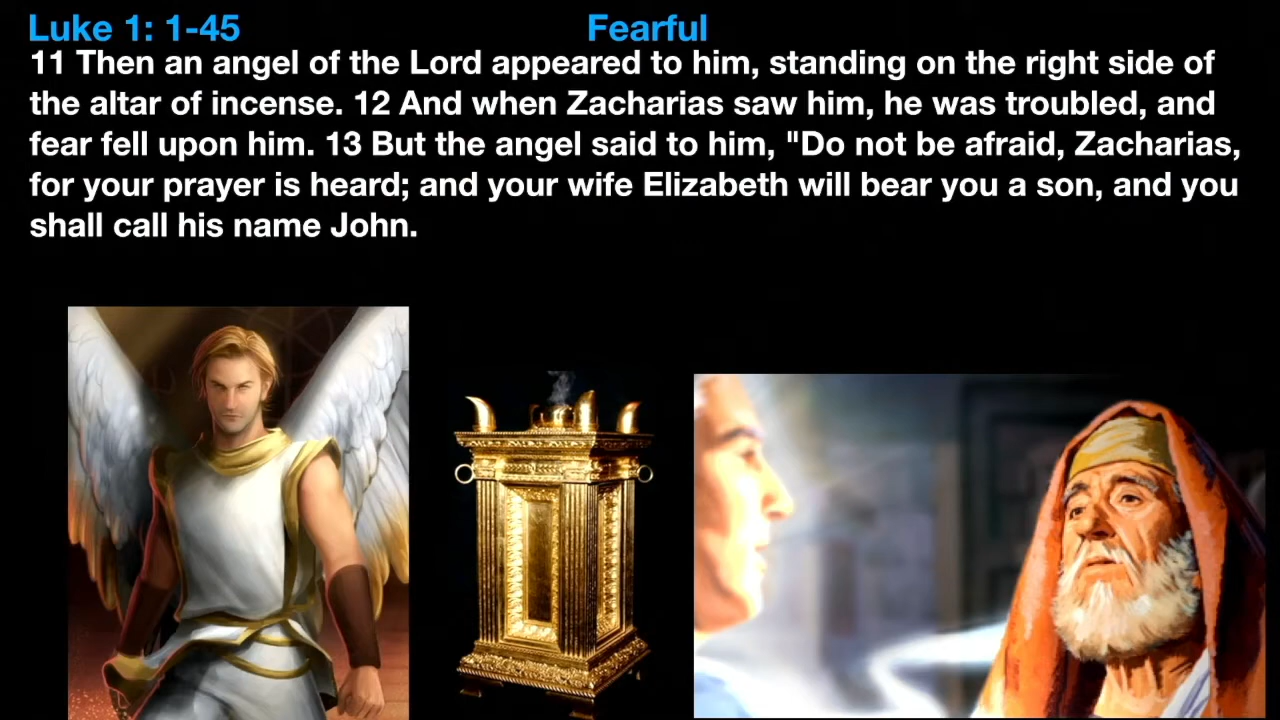 Luke 1: 1-45 Fearful
11 Then an angel of the Lord appeared to him, standing on the right side of
the altar of incense. 12 And when Zacharias saw him, he was troubled, and
fear fell upon him. 13 But the angel said to him, "Do not be afraid, Zacharias,
for your prayer is heard; and your wife Elizabeth will bear you a son, and you
shall call his name John.